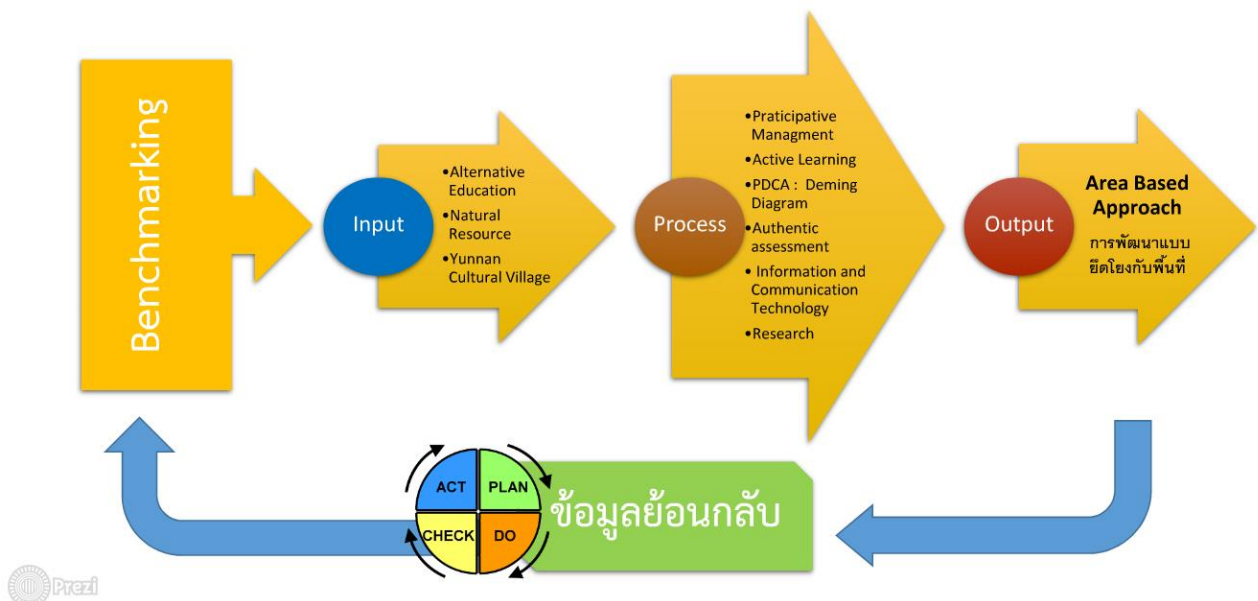 Benchmarking
Input
•Alternative
Education
•Natural
Resource
•Yunnan
Cultural Village
Process
•Praticipative
Managment
•Active Learning
•PDCA : Deming
Diagram
•Authentic
assessment
• Information and
Communication
Technology
•Research
Output
Area Based
Approach
การพัฒนาแบบ
ยึดโยงกับพื้นที่
ACT
PLAN
CHECK
DO
ข้อมูลย้อนกลับ
Prezi